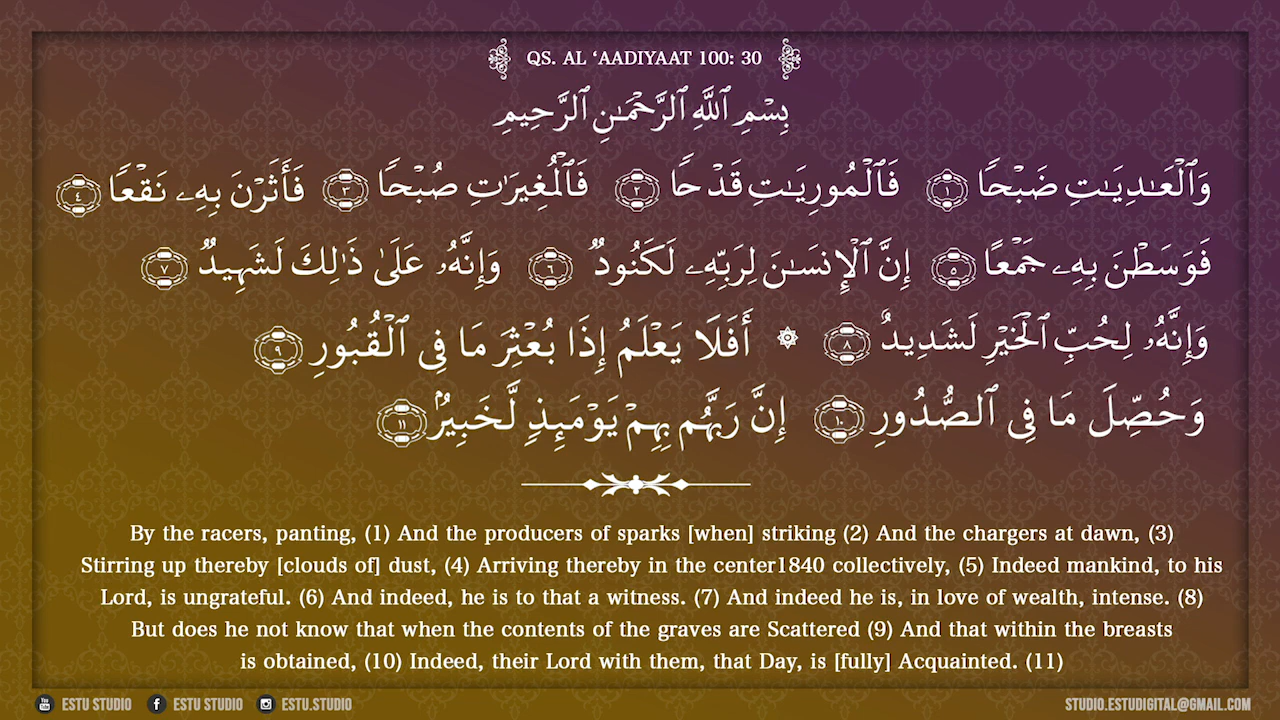 QS. AL ‘AADIYAAT 100: 30
بِسْمِ ٱللَّهِ ٱلرَّحْمَـٰنِ ٱلرَّحِيمِ
وَٱلْعَـٰدِيَـٰتِ ضَبْحًا ١ فَٱلْمُورِيَـٰتِ قَدْحًا ٢ فَٱلْمُغِيرَٰتِ صُبْحًا ٣ فَأَثَرْنَ بِهِۦ نَقْعًا ٤
فَوَسَطْنَ بِهِۦ جَمْعًا ٥ إِنَّ ٱلْإِنسَـٰنَ لِرَبِّهِۦ لَكَنُودٌ ٦ وَإِنَّهُۥ عَلَىٰ ذَٰلِكَ لَشَهِيدٌ ٧
وَإِنَّهُۥ لِحُبِّ ٱلْخَيْرِ لَشَدِيدٌ ٨ ۞ أَفَلَا يَعْلَمُ إِذَا بُعْثِرَ مَا فِى ٱلْقُبُورِ ٩
وَحُصِّلَ مَا فِى ٱلصُّدُورِ ١٠ إِنَّ رَبَّهُم بِهِمْ يَوْمَئِذٍ لَّخَبِيرٌۢ ١١
By the racers, panting, (1) And the producers of sparks [when] striking (2) And the chargers at dawn, (3)
Stirring up thereby [clouds of] dust, (4) Arriving thereby in the center1840 collectively, (5) Indeed mankind, to his
Lord, is ungrateful. (6) And indeed, he is to that a witness. (7) And indeed he is, in love of wealth, intense. (8)
But does he not know that when the contents of the graves are Scattered (9) And that within the breasts
is obtained, (10) Indeed, their Lord with them, that Day, is [fully] Acquainted. (11)
You Tube ESTU STUDIO f ESTU STUDIO ESTU.STUDIO STUDIO.ESTUDIGITAL@GMAIL.COM